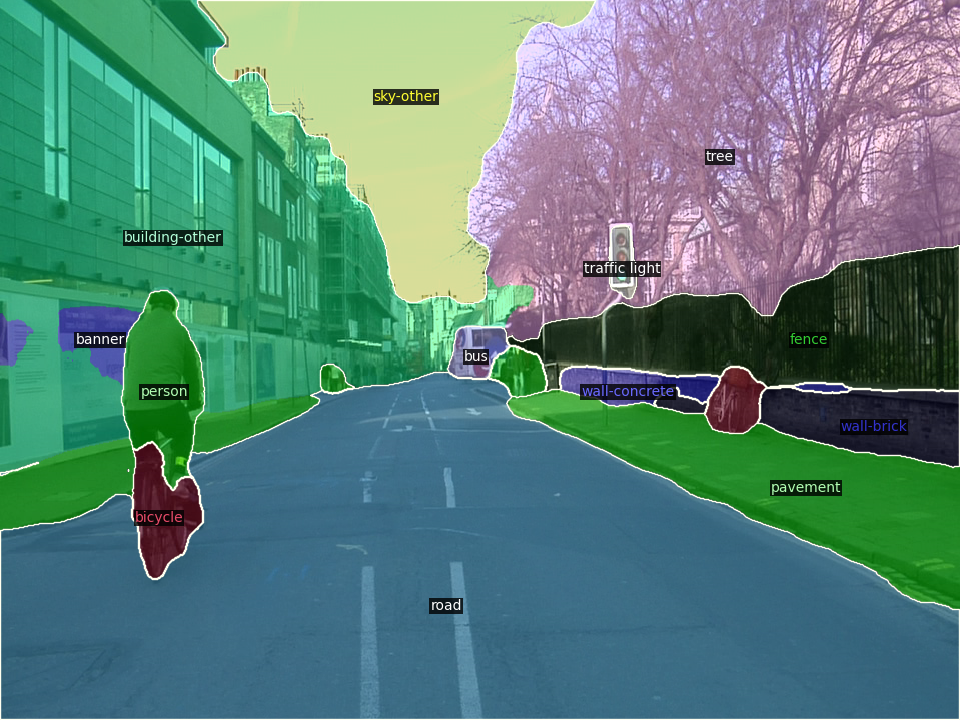 sky-other
tree
building-other
traffic light
banner
bus
fence
person
wall-concrete
wall-brick
pavement
bicycle
road